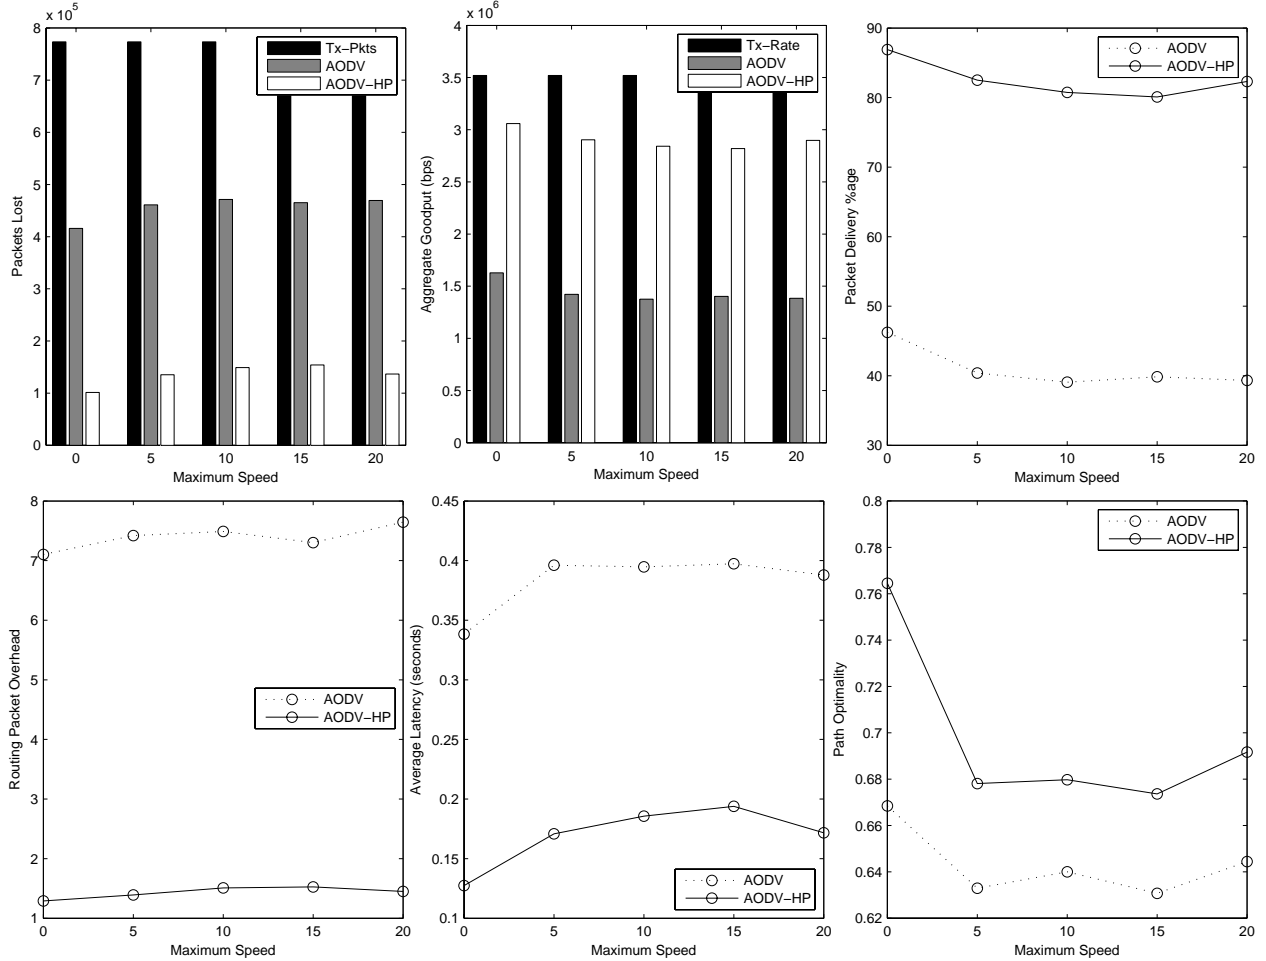 x 10^5
8
7
6
5
4
3
2
1
0
Packets Lost
Tx-Pkts
AODV
AODV-HP
0 5 10 15 20
Maximum Speed
x 10^6
4
3.5
3
2.5
2
1.5
1
0.5
0
Aggregate Goodput (bps)
Tx-Rate
AODV
AODV-HP
0 5 10 15 20
Maximum Speed
90
80
70
60
50
46
40
30
Packet Delivery %age
AODV
AODV-HP
0 5 10 15 20
Maximum Speed
8
7
6
5
4
3
2
1
Routing Packet Overhead
AODV
AODV-HP
0 5 10 15 20
Maximum Speed
0.45
0.4
0.35
0.3
0.25
0.2
0.15
0.1
Average Latency (seconds)
AODV
AODV-HP
0 5 10 15 20
Maximum Speed
0.8
0.78
0.76
0.74
0.72
0.7
0.68
0.66
0.64
0.62
Path Optimality
AODV
AODV-HP
0 5 10 15 20
Maximum Speed